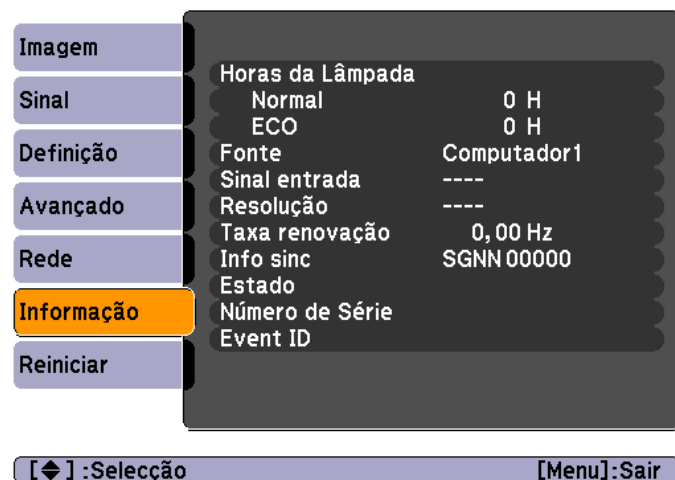 Imagem
Sinal
Definição
Avançado
Rede
Informação
Reiniciar
Horas da Lâmpada
Normal 0 H
ECO 0 H
Fonte Computador1
Sinal entrada ----
Resolução ----
Taxa renovação 0,00 Hz
Info sinc SGNN 00000
Estado
Número de Série
Event ID
[◆] :Selecção [Menu]:Sair